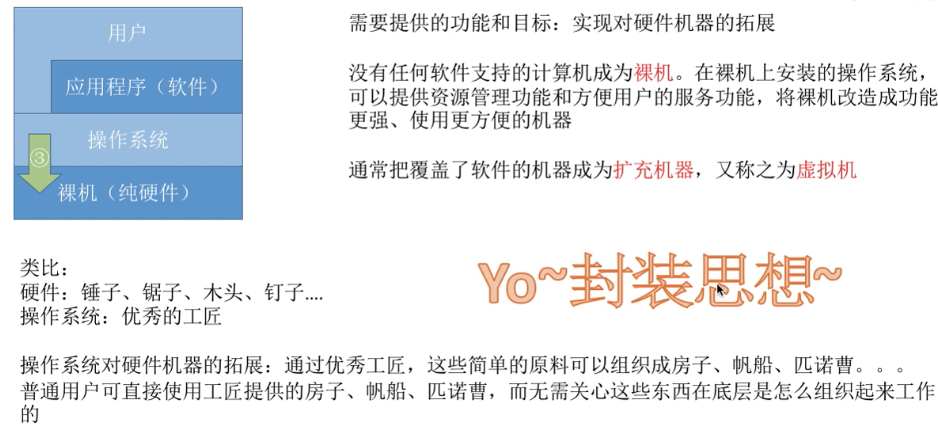 用户
应用程序（软件）
操作系统
③
裸机（纯硬件）
需要提供的功能和目标：实现对硬件机器的拓展
没有任何软件支持的计算机成为裸机。在裸机上安装的操作系统，
可以提供资源管理功能和方便用户的服务功能，将裸机改造成功能
更强、使用更方便的机器
通常把覆盖了软件的机器成为扩充机器，又称之为虚拟机
类比：
硬件：锤子、锯子、木头、钉子....
操作系统：优秀的工匠
Yo~封装思想~
操作系统对硬件机器的拓展：通过优秀工匠，这些简单的原料可以组织成房子、帆船、匹诺曹。。。
普通用户可直接使用工匠提供的房子、帆船、匹诺曹，而无需关心这些东西在底层是怎么组织起来工作
的